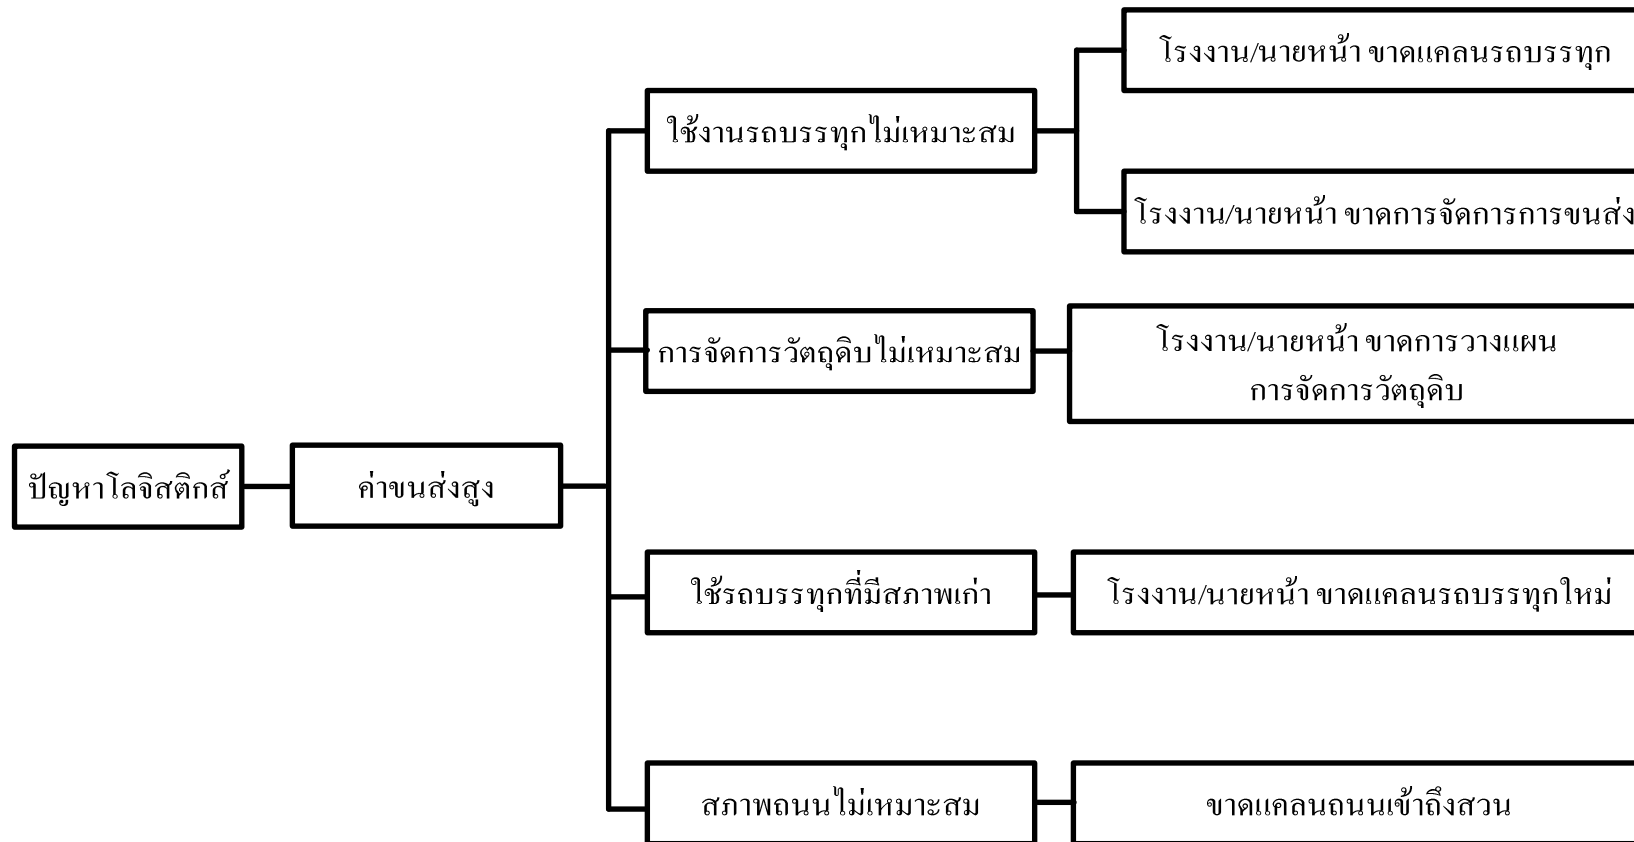 โรงงาน/นายหน้า ขาดแคลนรถบรรทุก
ใช้งานรถบรรทุกไม่เหมาะสม
โรงงาน/นายหน้า ขาดการจัดการการขนส่ง
การจัดการวัตถุดิบไม่เหมาะสม
โรงงาน/นายหน้า ขาดการวางแผน
การจัดการวัตถุดิบ
ปัญหาโลจิสติกส์
ค่าขนส่งสูง
ใช้รถบรรทุกที่มีสภาพเก่า
โรงงาน/นายหน้า ขาดแคลนรถบรรทุกใหม่
สภาพถนนไม่เหมาะสม
ขาดแคลนถนนเข้าถึงสวน